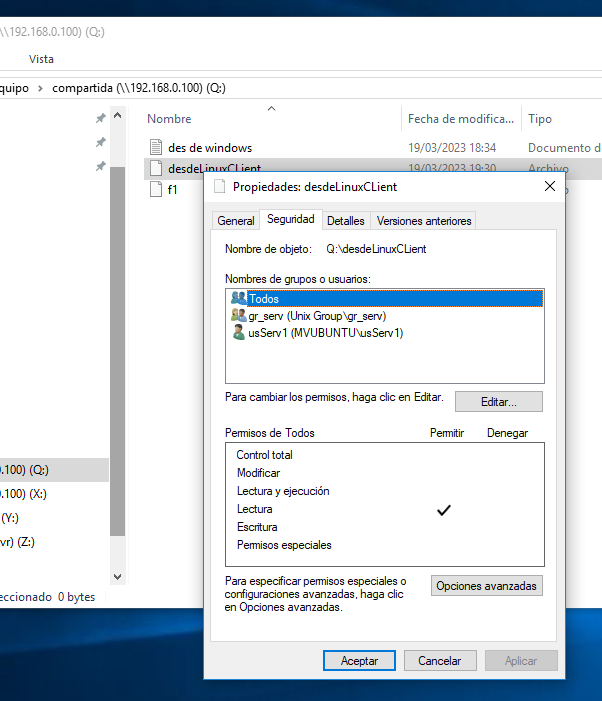 \\192.168.0.100) (Q:)
Vista
quipo > compartida (\\192.168.0.100) (Q:)
Nombre
Fecha de modifica...
Tipo
des de windows
19/03/2023 18:34
Documento d
desdeLinuxCLient
19/03/2023 19:30
Archivo
f1
Propiedades: desdeLinuxCLient
General
Seguridad
Detalles
Versiones anteriores
Nombre de objeto:
Q:\desdeLinuxCLient
Nombres de grupos o usuarios:
Todos
gr_serv (Unix Group\gr_serv)
usServ1 (MVUBUNTU\usServ1)
Para cambiar los permisos, haga clic en Editar.
Editar...
Permisos de Todos
Permitir
Denegar
Control total
Modificar
Lectura y ejecución
Lectura
Escritura
Permisos especiales
Para especificar permisos especiales o
configuraciones avanzadas, haga clic
en Opciones avanzadas.
Opciones avanzadas
Aceptar
Cancelar
Aplicar
.100) (Q:)
.100) (X:)
(Y:)
vr) (Z:)
eccionado 0 bytes